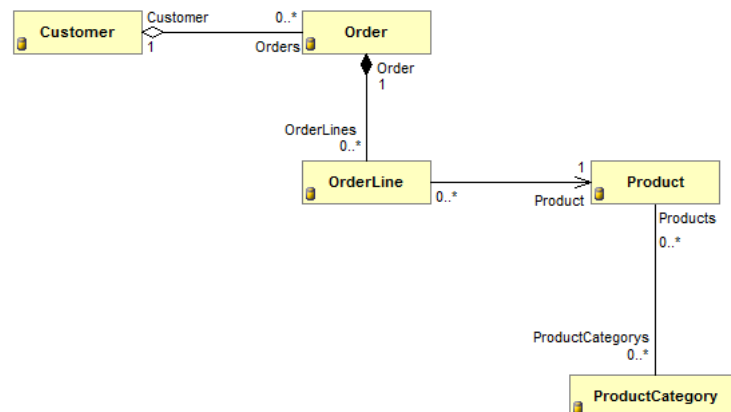 Customer 0..*
Customer
1
Orders
Order
Order
1
OrderLines
0..*
OrderLine
0..*
1
Product
Product
Products
0..*
ProductCategorys
0..*
ProductCategory